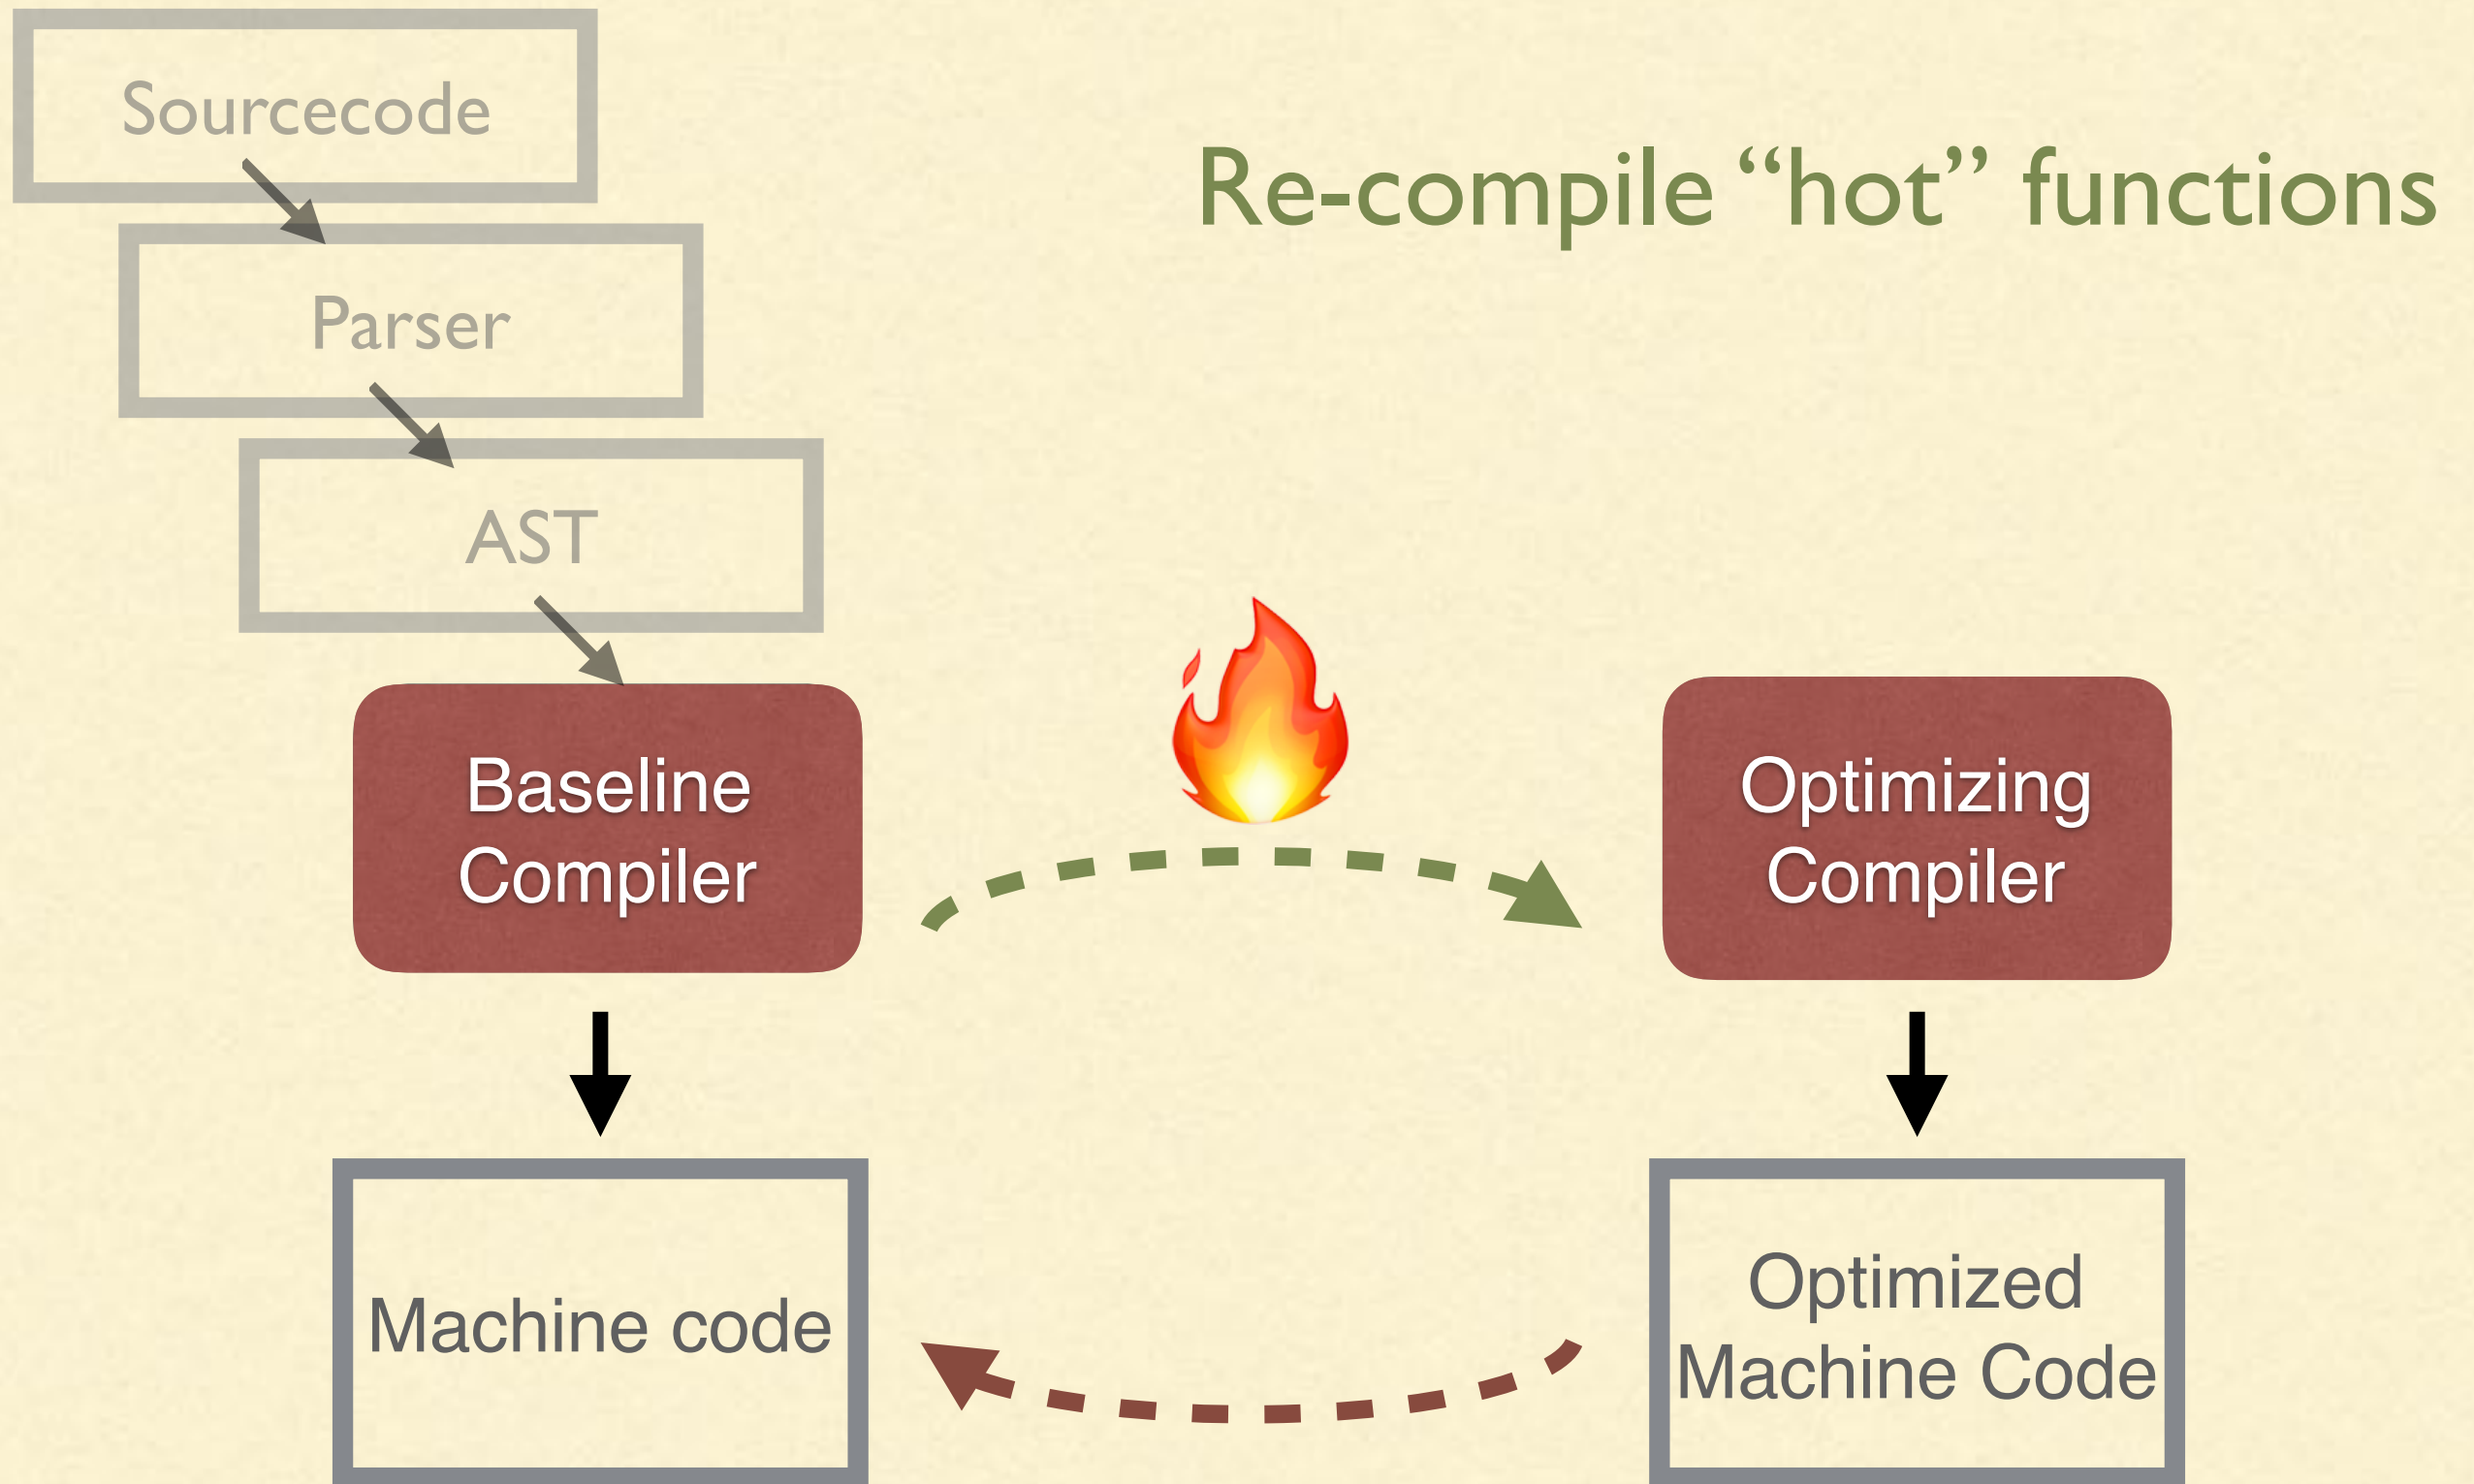 Sourcecode
Re-compile “hot” functions
Parser
AST
Baseline
Compiler
Optimizing
Compiler
Machine code
Optimized
Machine Code